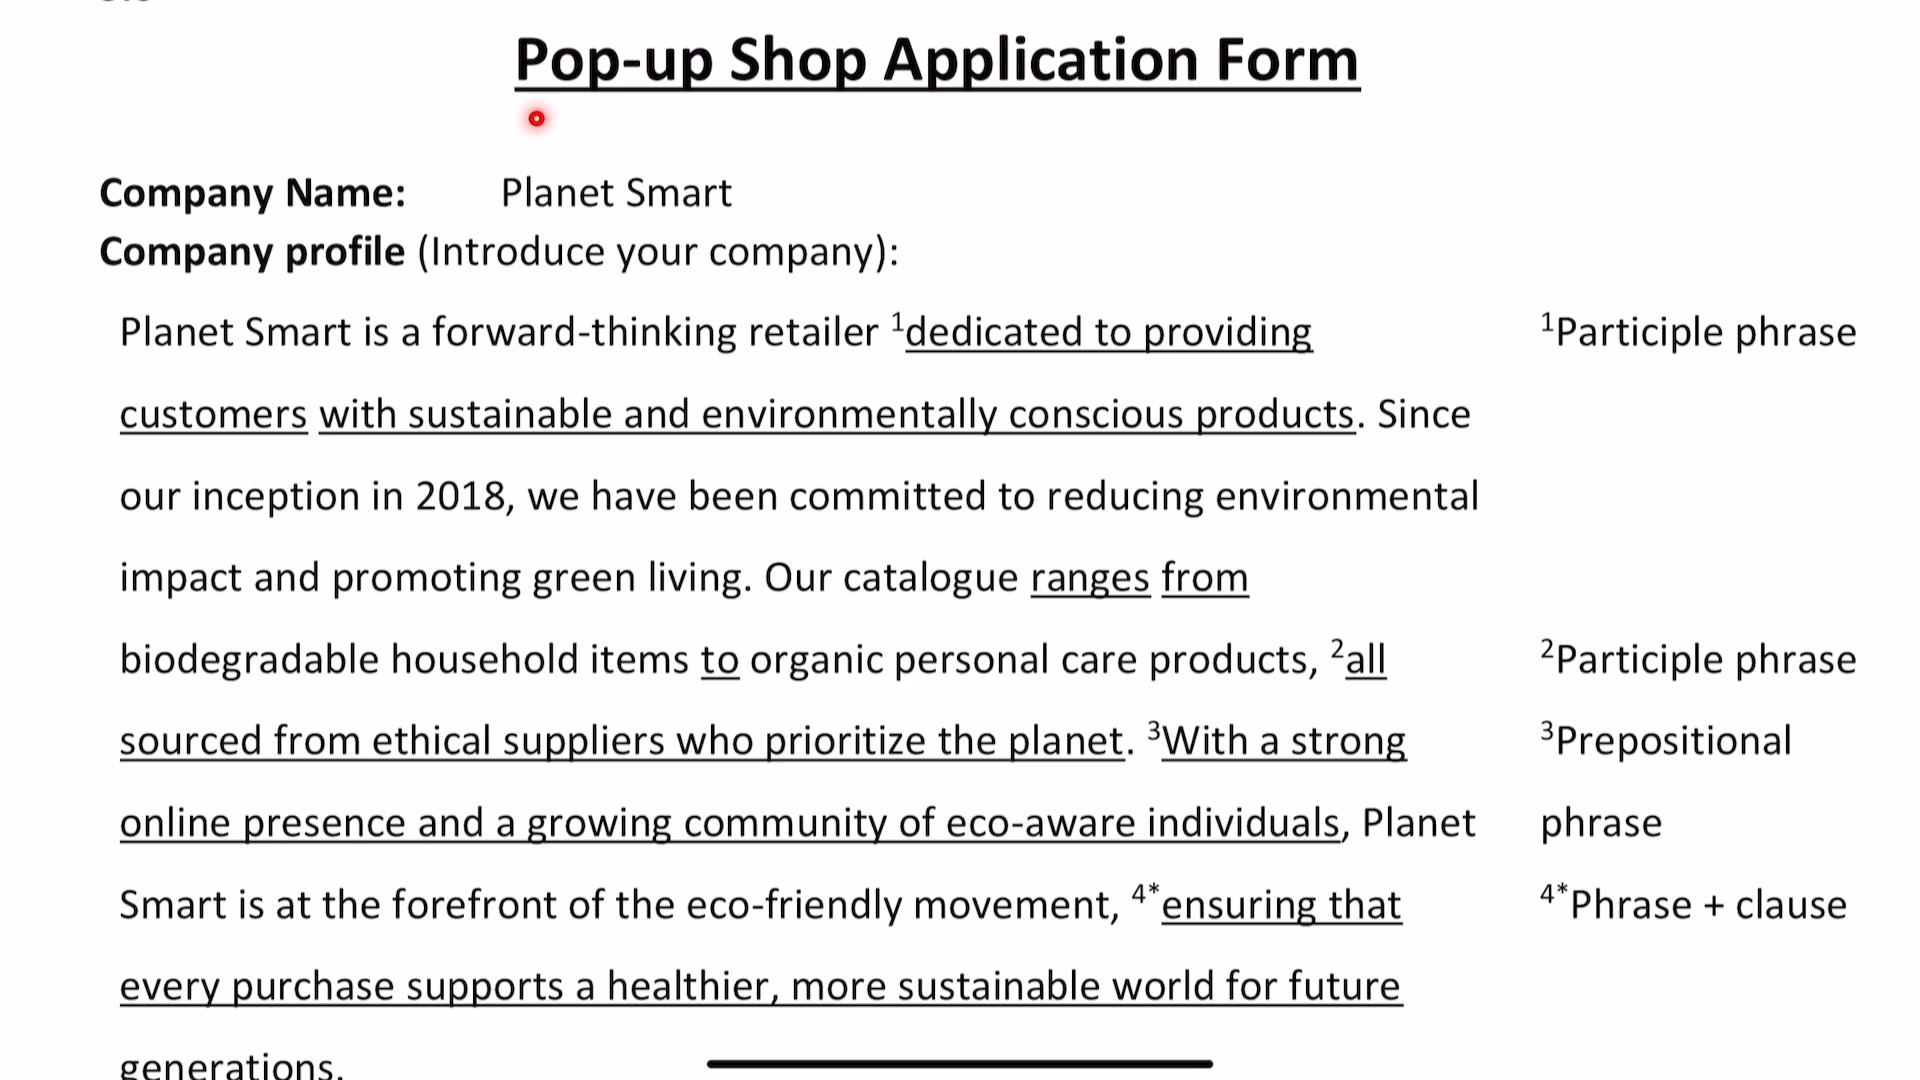 Pop-up Shop Application Form
Company Name: Planet Smart
Company profile (Introduce your company):
Planet Smart is a forward-thinking retailer ¹dedicated to providing ¹Participle phrase
customers with sustainable and environmentally conscious products. Since
our inception in 2018, we have been committed to reducing environmental
impact and promoting green living. Our catalogue ranges from
biodegradable household items to organic personal care products, ²all ²Participle phrase
sourced from ethical suppliers who prioritize the planet. ³With a strong ³Prepositional
online presence and a growing community of eco-aware individuals, Planet phrase
Smart is at the forefront of the eco-friendly movement, ⁴*ensuring that ⁴*Phrase + clause
every purchase supports a healthier, more sustainable world for future
generations.